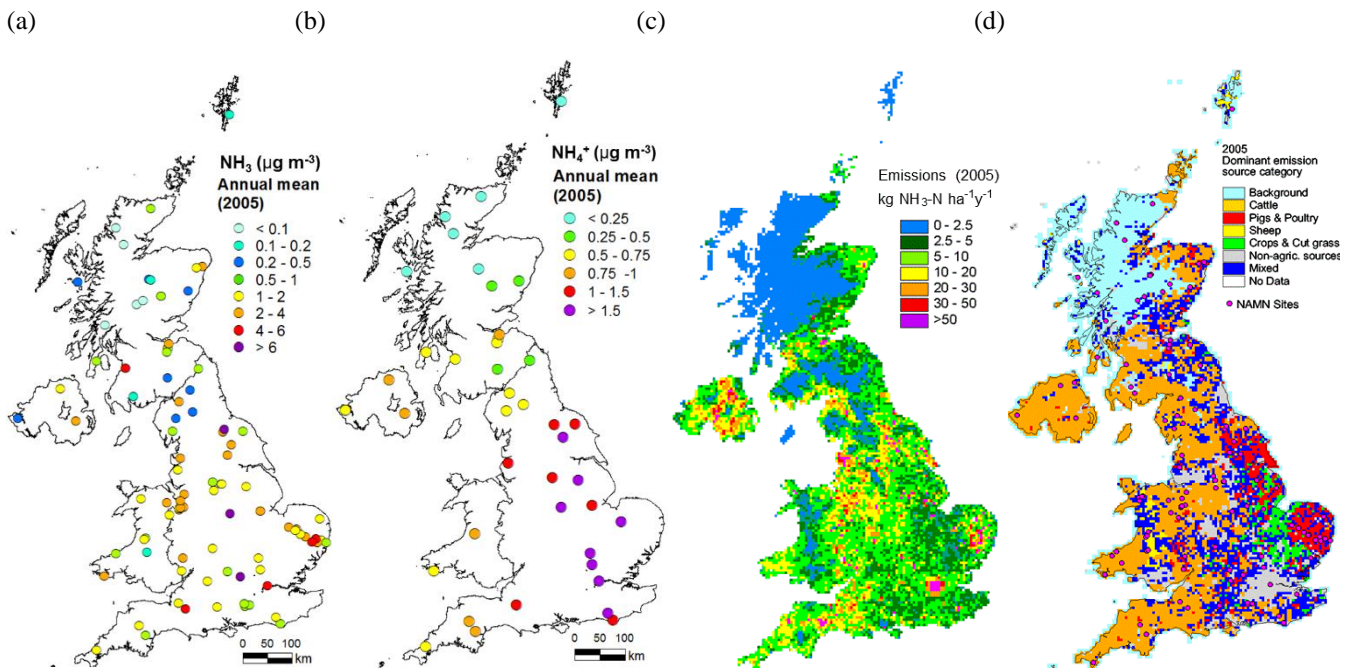 (a)
(b)
(c)
(d)
NH₃ (µg m⁻³)
Annual mean
(2005)
< 0.1
0.1 - 0.2
0.2 - 0.5
0.5 - 1
1 - 2
2 - 4
4 - 6
> 6
0 50 100
km
NH₄⁺ (µg m⁻³)
Annual mean
(2005)
< 0.25
0.25 - 0.5
0.5 - 0.75
0.75 -1
1 - 1.5
> 1.5
0 50 100
km
Emissions (2005)
kg NH₃-N ha⁻¹y⁻¹
0 - 2.5
2.5 - 5
5 - 10
10 - 20
20 - 30
30 - 50
>50
2005
Dominant emission
source category
Background
Cattle
Pigs & Poultry
Sheep
Crops & Cut grass
Non-agric. sources
Mixed
No Data
NAMN Sites